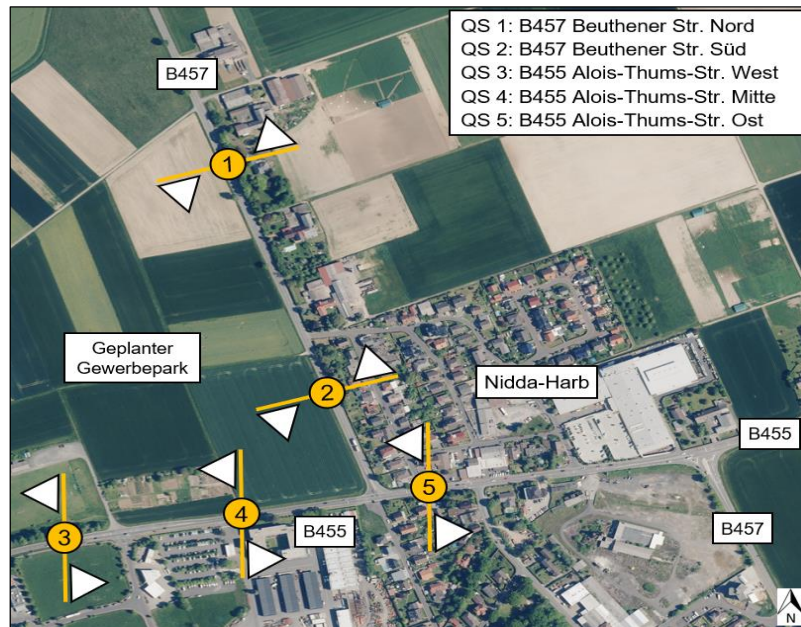 QS 1: B457 Beuthener Str. Nord
QS 2: B457 Beuthener Str. Süd
QS 3: B455 Alois-Thums-Str. West
QS 4: B455 Alois-Thums-Str. Mitte
QS 5: B455 Alois-Thums-Str. Ost
B457
1
Geplanter
Gewerbepark
2
Nidda-Harb
B455
5
4
3
B455
B457
N